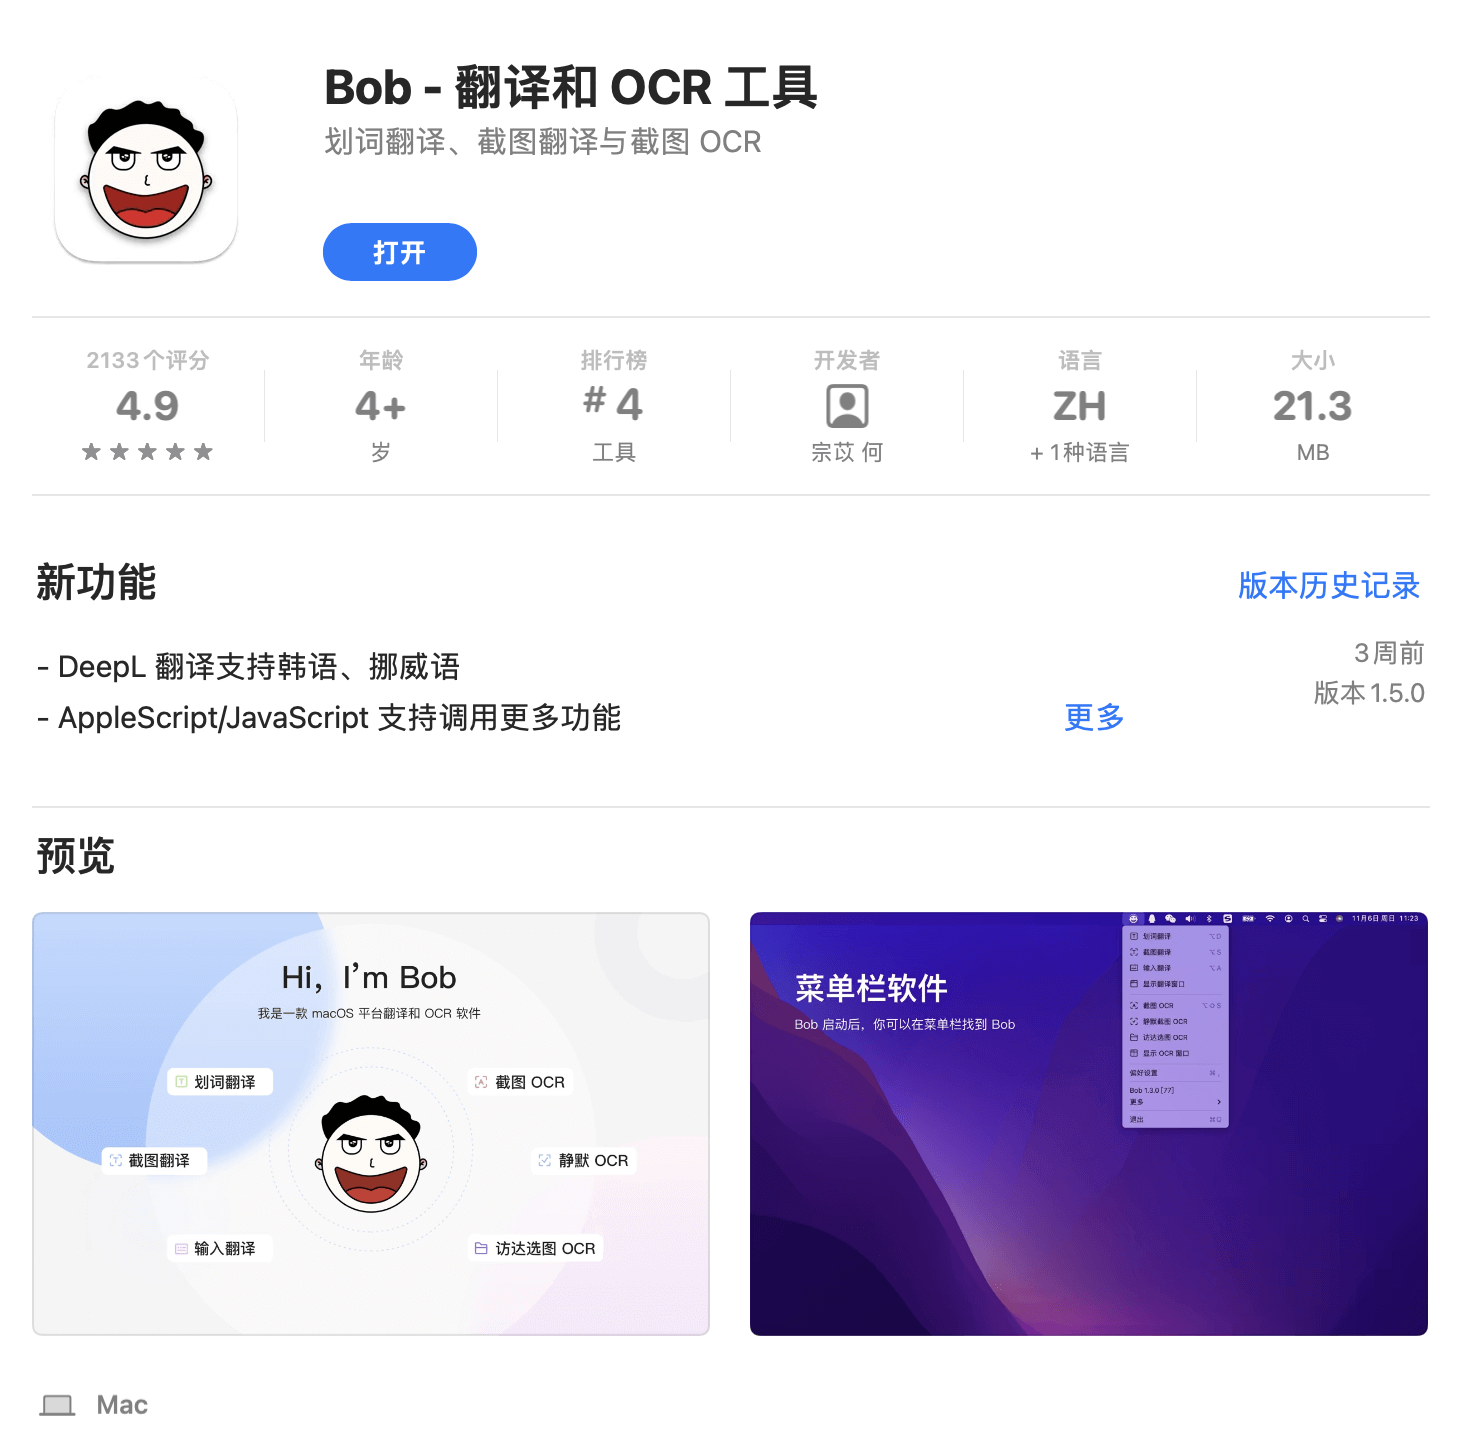 Bob - 翻译和 OCR 工具
划词翻译、截图翻译与截图 OCR
打开
2133 个评分
4.9
年龄
4+
岁
排行榜
# 4
工具
开发者
宗苡 何
语言
ZH
+ 1种语言
大小
21.3
MB
新功能
版本历史记录
- DeepL 翻译支持韩语、挪威语
- AppleScript/JavaScript 支持调用更多功能
更多
3 周前
版本 1.5.0
预览
Hi，I’m Bob
我是一款 macOS 平台翻译和 OCR 软件
划词翻译
截图 OCR
截图翻译
静默 OCR
输入翻译
访达选图 OCR
11月6日 周日 11:23
菜单栏软件
Bob 启动后，你可以在菜单栏找到 Bob
划词翻译 ⌥D
截图翻译 ⌥S
输入翻译 ⌥A
显示翻译窗口
截图 OCR ⌥⇧S
静默截图 OCR
访达选图 OCR
显示 OCR 窗口
偏好设置 ⌘ ,
Bob 1.3.0 [77]
更多
退出 ⌘Q
Mac